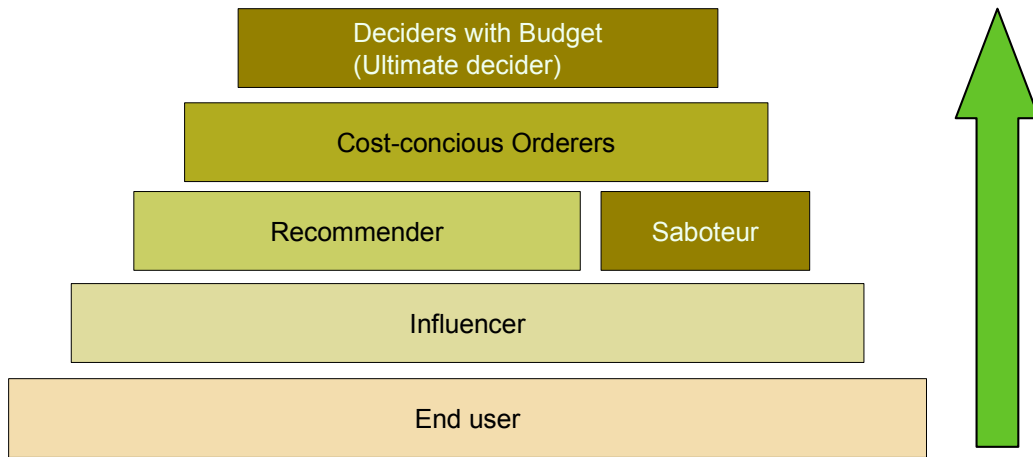 Deciders with Budget
(Ultimate decider)
Cost-concious Orderers
Recommender
Saboteur
Influencer
End user